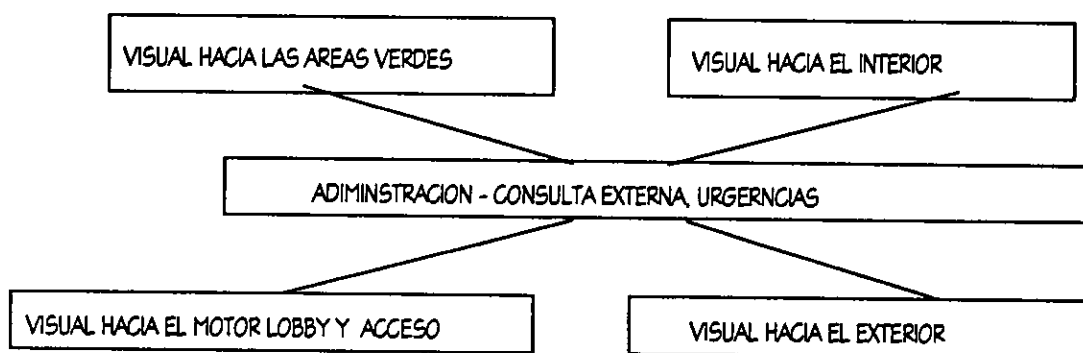 VISUAL HACIA LAS AREAS VERDES
VISUAL HACIA EL INTERIOR
ADIMINSTRACION - CONSULTA EXTERNA, URGERNCIAS
VISUAL HACIA EL MOTOR LOBBY Y ACCESO
VISUAL HACIA EL EXTERIOR